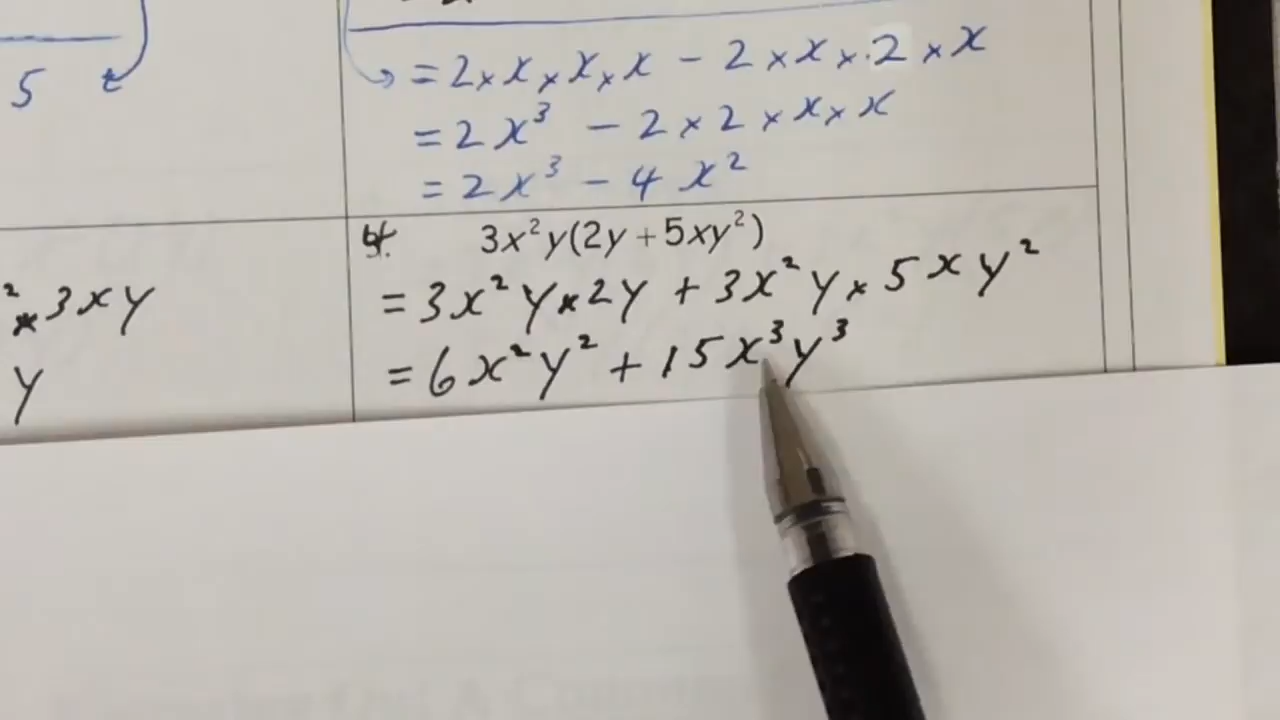 5
= 2 × x × x × x − 2 × x × 2 × x
= 2x³ − 2 × 2 × x × x
= 2x³ − 4x²
3x²y(2y + 5xy²)
² × 3xy
= 3x²y × 2y + 3x²y × 5xy²
y
= 6x²y² + 15x³y³